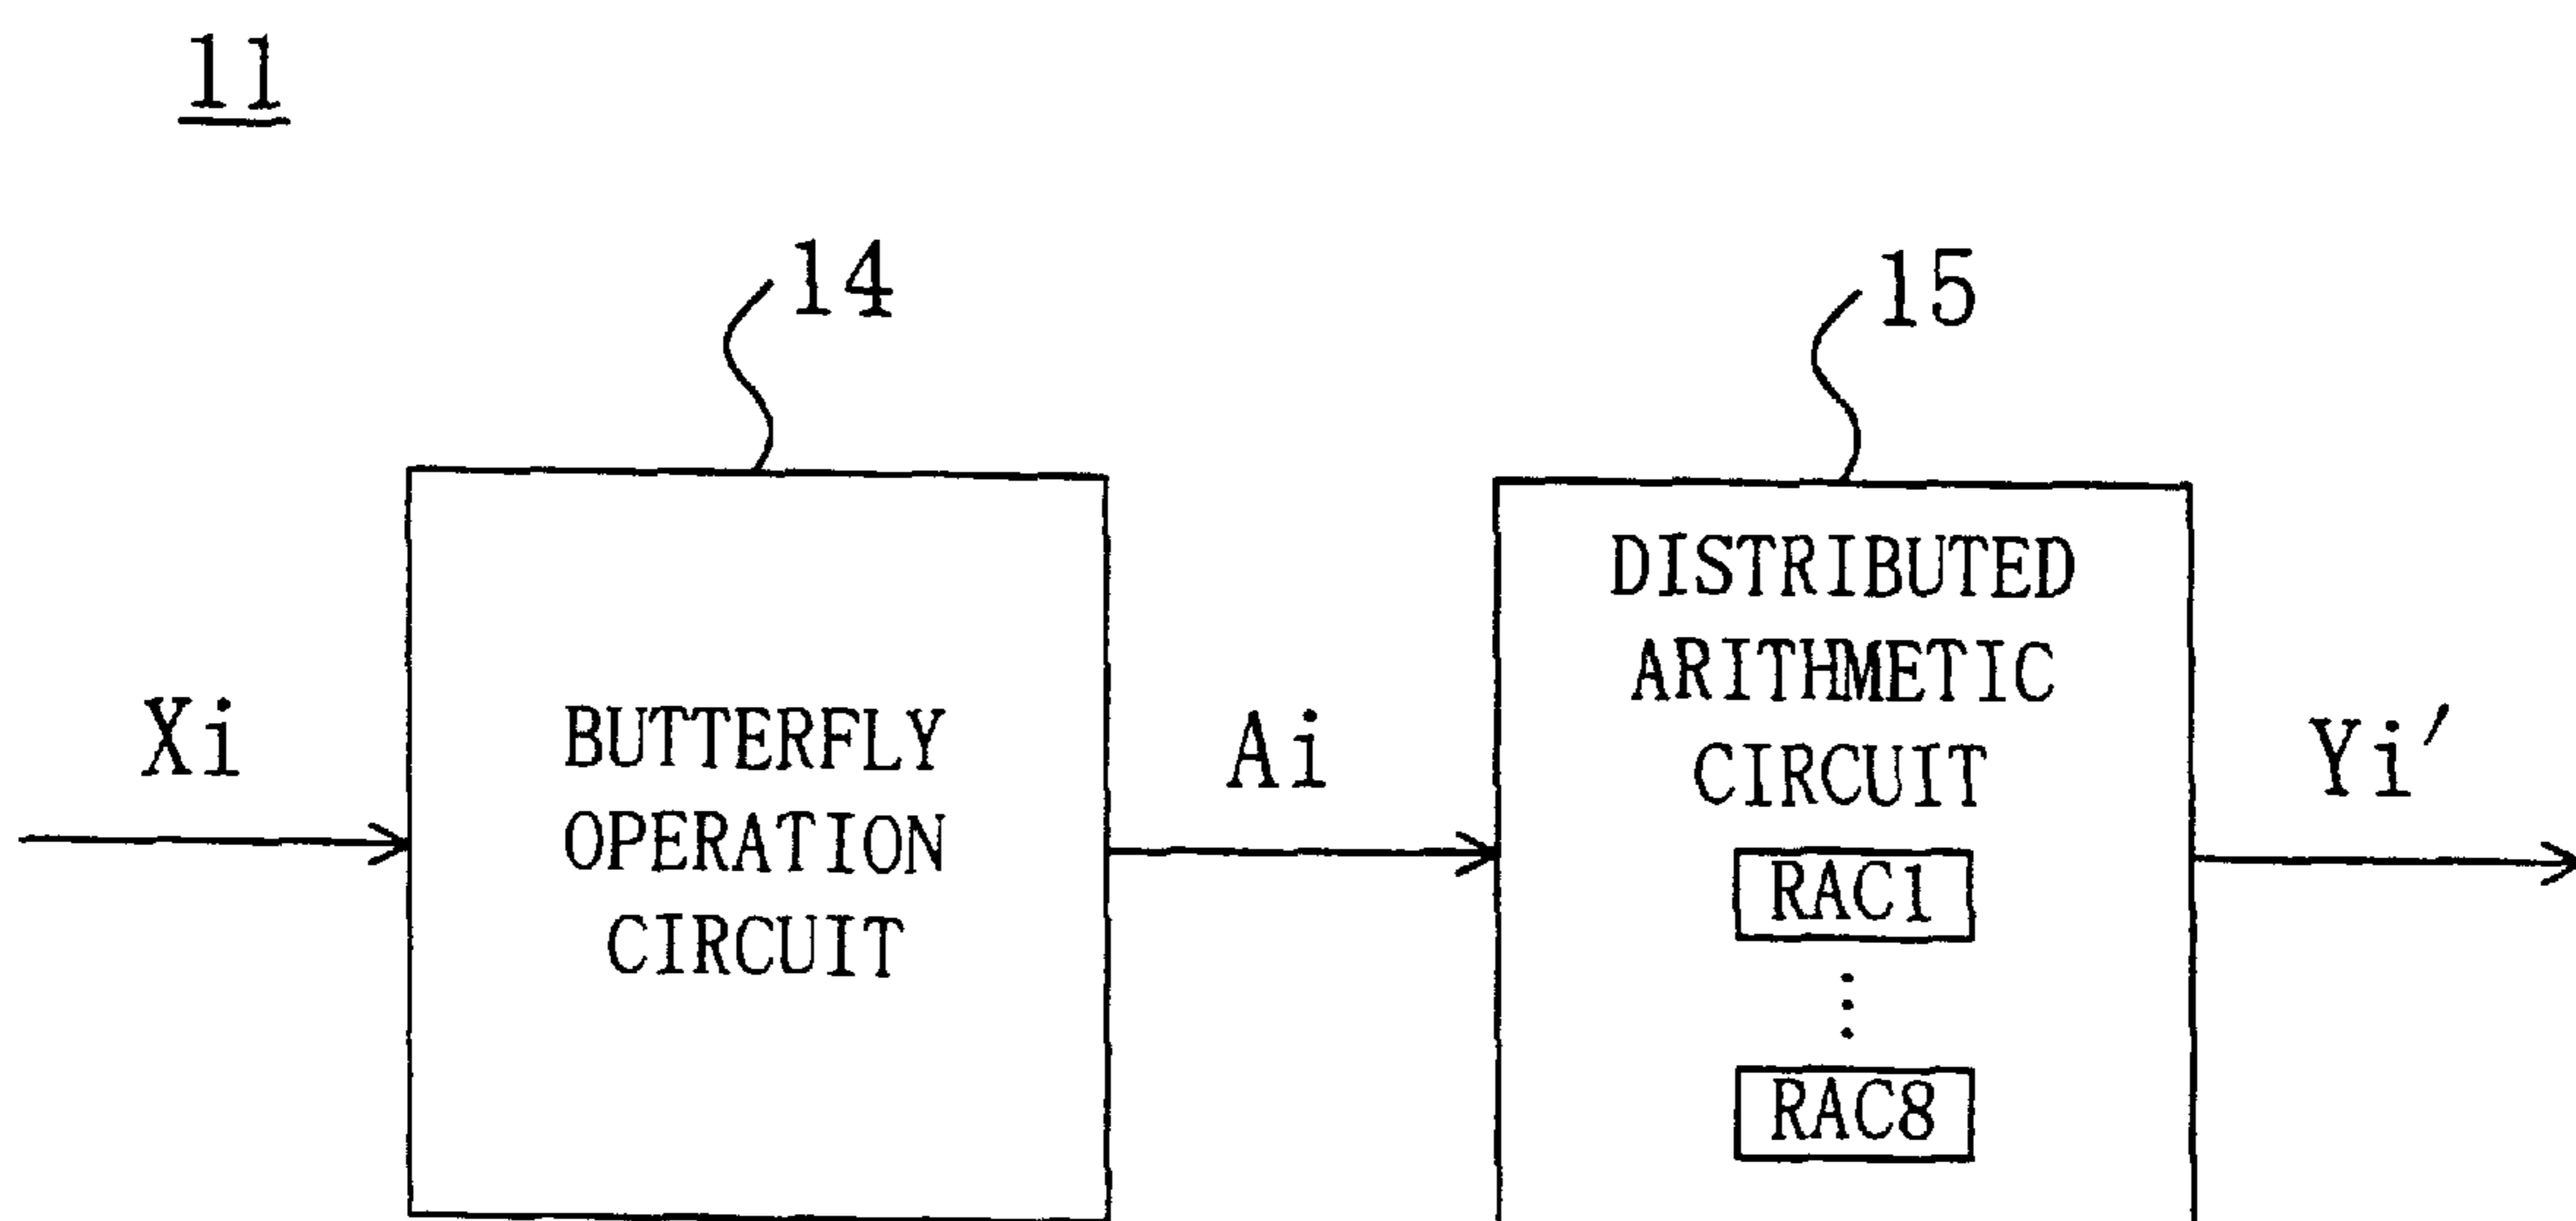 11
14
15
Xi
BUTTERFLY
OPERATION
CIRCUIT
Ai
DISTRIBUTED
ARITHMETIC
CIRCUIT
RAC1
⋮
RAC8
Yi′